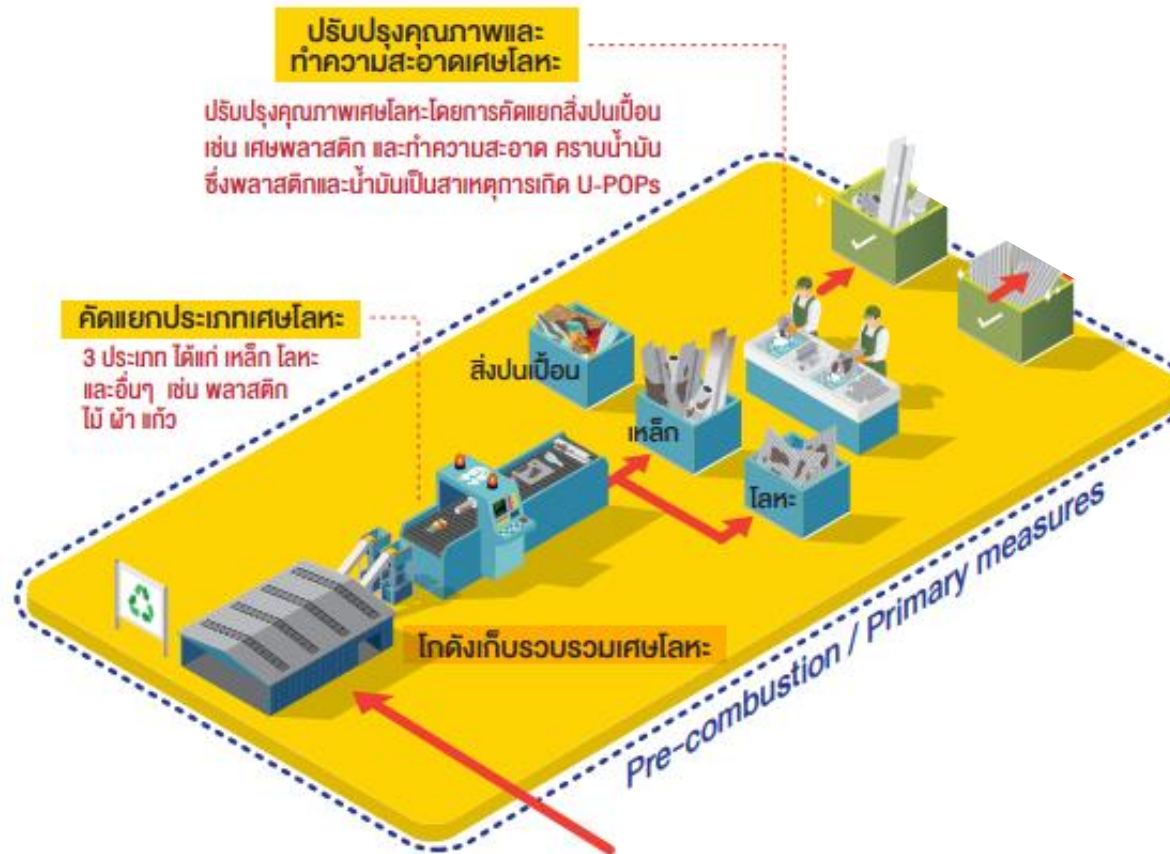 ปรับปรุงคุณภาพและ
ทำความสะอาดเศษโลหะ
ปรับปรุงคุณภาพเศษโลหะโดยการคัดแยกสิ่งปนเปื้อน
เช่น เศษพลาสติก และทำความสะอาด คราบน้ำมัน
ซึ่งพลาสติกและน้ำมันเป็นสาเหตุการเกิด U-POPs
คัดแยกประเภทเศษโลหะ
3 ประเภท ได้แก่ เหล็ก โลหะ
และอื่นๆ เช่น พลาสติก
ไม้ ผ้า แก้ว
สิ่งปนเปื้อน
เหล็ก
โลหะ
โกดังเก็บรวบรวมเศษโลหะ
Pre-combustion / Primary measures